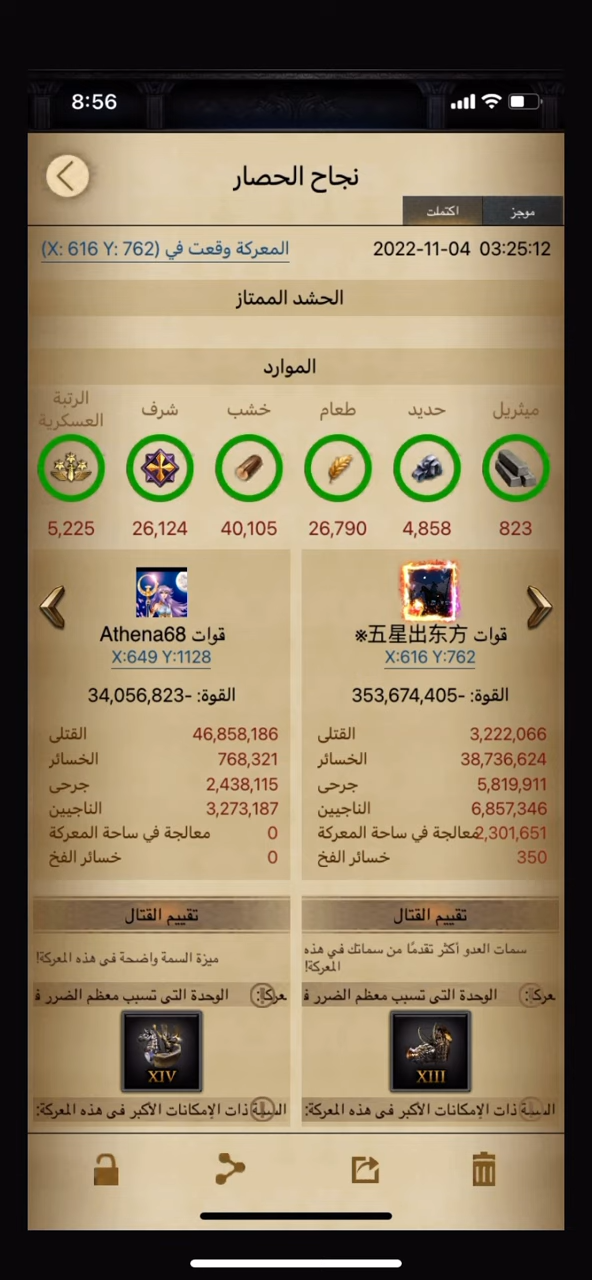 8:56
نجاح الحصار
موجز
اكتملت
2022-11-04 03:25:12
المعركة وقعت في (X: 616 Y: 762)
الحشد الممتاز
الموارد
ميثريل
حديد
طعام
خشب
شرف
الرتبة
العسكرية
823
4,858
26,790
40,105
26,124
5,225
قوات 五星出东方※
X:616 Y:762
القوة: -353,674,405
القتلى 3,222,066
الخسائر 38,736,624
جرحى 5,819,911
الناجيين 6,857,346
معالجة في ساحة المعركة 2,301,651
خسائر الفخ 350
قوات Athena68
X:649 Y:1128
القوة: -34,056,823
القتلى 46,858,186
الخسائر 768,321
جرحى 2,438,115
الناجيين 3,273,187
معالجة في ساحة المعركة 0
خسائر الفخ 0
تقييم القتال
سمات العدو أكثر تقدمًا من سماتك في هذه
المعركة!
الوحدة التي تسبب معظم الضرر
XIII
السمة ذات الإمكانات الأكبر في هذه المعركة:
تقييم القتال
ميزة السمة واضحة في هذه المعركة!
الوحدة التي تسبب معظم الضرر
XIV
السمة ذات الإمكانات الأكبر في هذه المعركة: